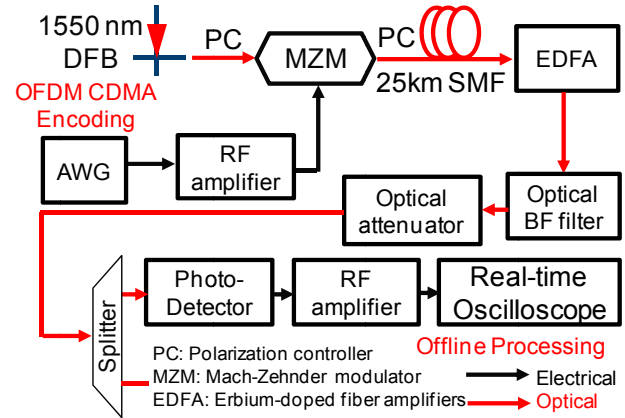 1550 nm
DFB
PC
MZM
PC
25km SMF
EDFA
OFDM CDMA
Encoding
AWG
RF
amplifier
Optical
attenuator
Optical
BF filter
Splitter
Photo-
Detector
RF
amplifier
Real-time
Oscilloscope
Offline Processing
PC: Polarization controller
MZM: Mach-Zehnder modulator
EDFA: Erbium-doped fiber amplifiers
Electrical
Optical